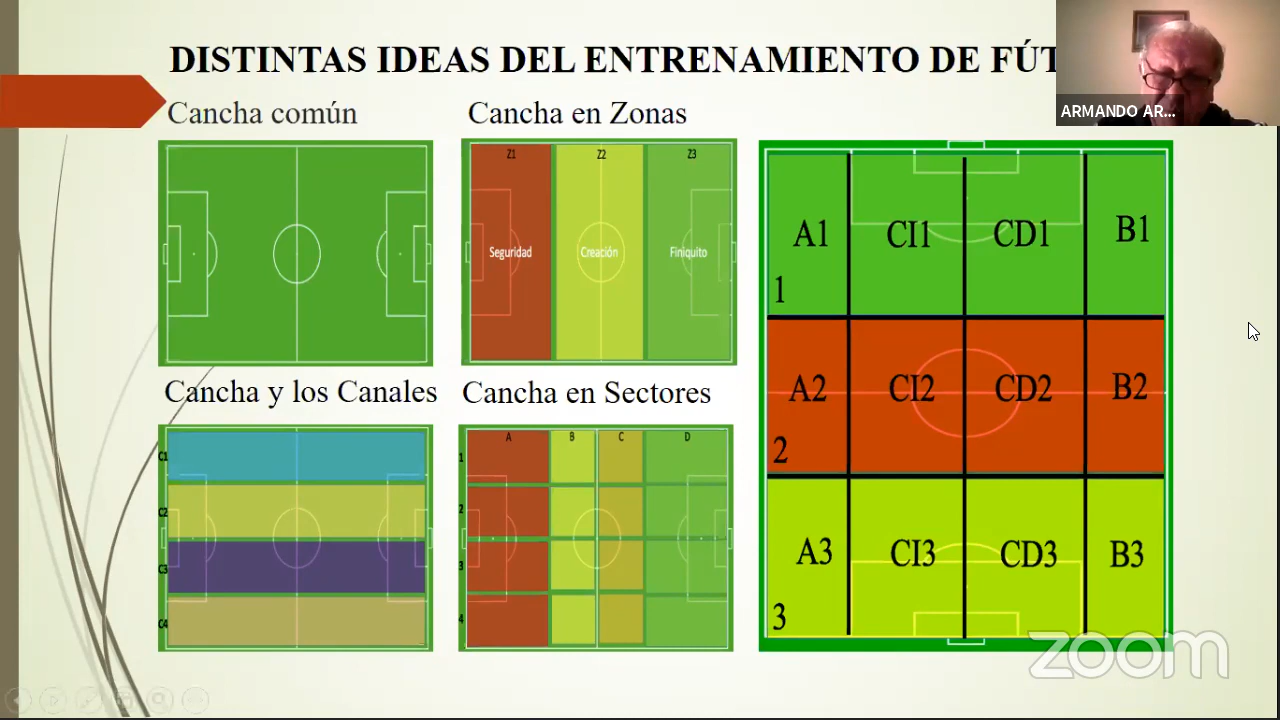 DISTINTAS IDEAS DEL ENTRENAMIENTO DE FÚT
ARMANDO AR...
Cancha común
Cancha en Zonas
Z1 Z2 Z3
Seguridad Creación Finiquito
Cancha y los Canales
C1
C2
C3
C4
Cancha en Sectores
A B C D
1
2
3
4
A1 CI1 CD1 B1
1
A2 CI2 CD2 B2
2
A3 CI3 CD3 B3
3
zoom